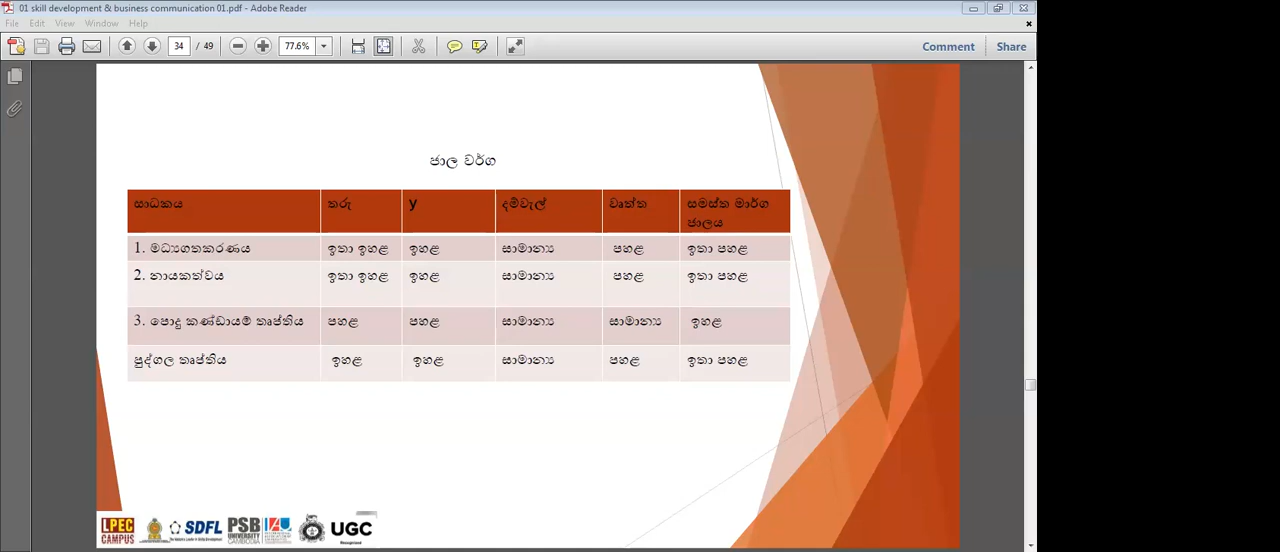 01 skill development & business communication 01.pdf - Adobe Reader
File Edit View Window Help
34 / 49 77.6% Comment Share
ජාල වර්ග
සාධකය තරු y දම්වැල් වෘත්ත සමස්ත මාර්ග
ජාලය
1. මධ්‍යගතකරණය ඉතා ඉහළ ඉහළ සාමාන්‍ය පහළ ඉතා පහළ
2. නායකත්වය ඉතා ඉහළ ඉහළ සාමාන්‍ය පහළ ඉතා පහළ
3. පොදු කණ්ඩායම් තෘප්තිය පහළ පහළ සාමාන්‍ය සාමාන්‍ය ඉහළ
පුද්ගල තෘප්තිය ඉහළ ඉහළ සාමාන්‍ය පහළ ඉතා පහළ
LPEC CAMPUS SDFL PSB UNIVERSITY CAMBODIA IAU UGC